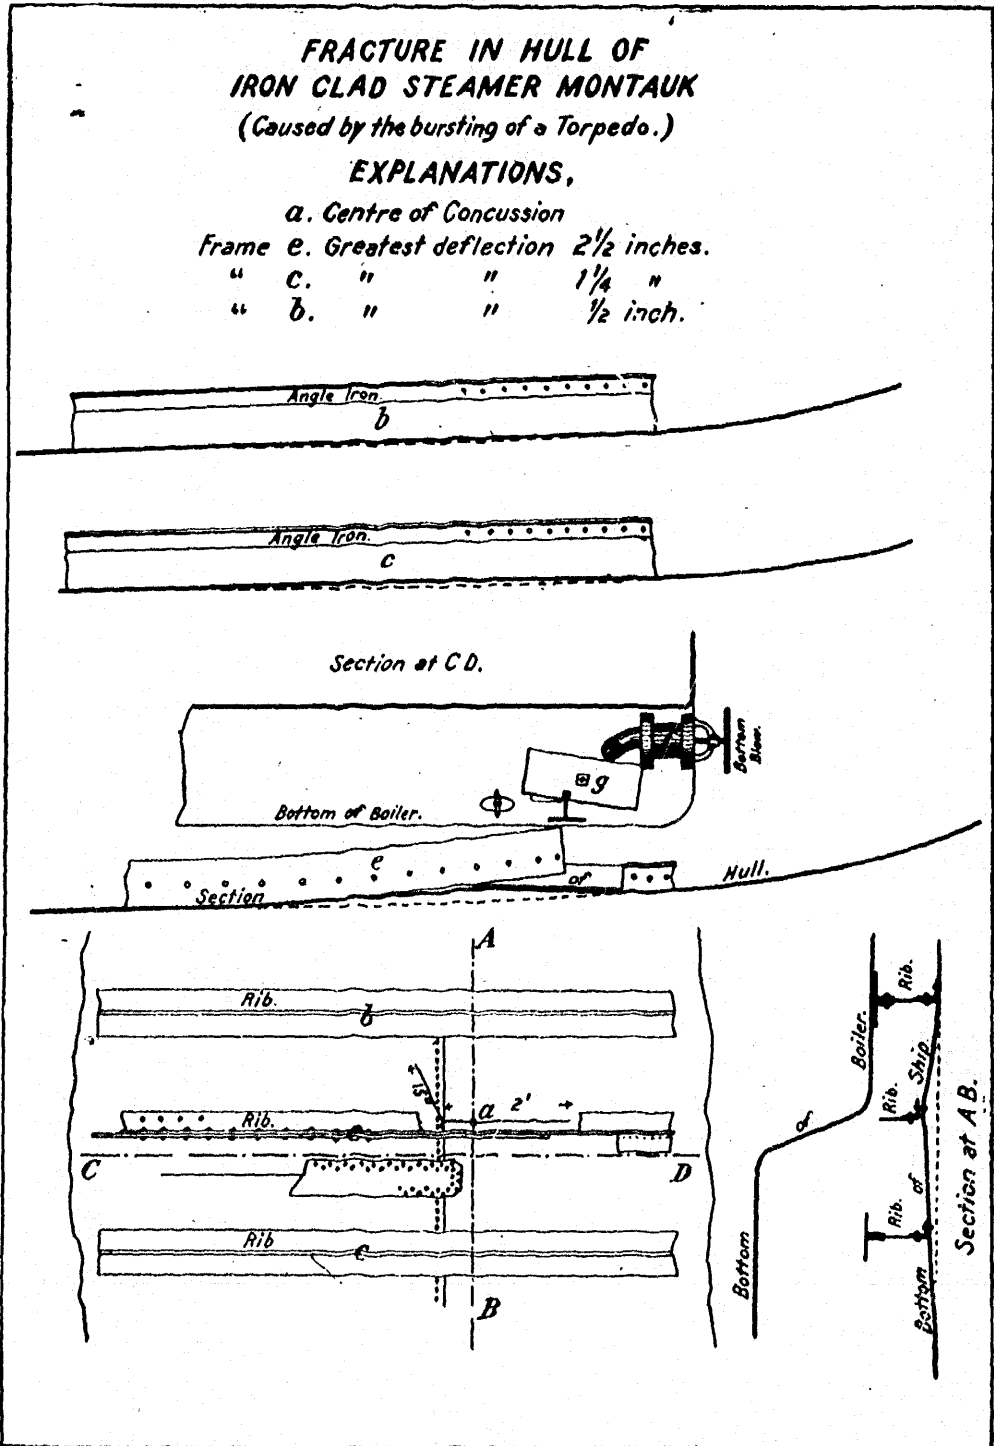 FRACTURE IN HULL OF
IRON CLAD STEAMER MONTAUK
(Caused by the bursting of a Torpedo.)
EXPLANATIONS,
a. Centre of Concussion
Frame e. Greatest deflection 2½ inches.
" c. " " 1¼ "
" b. " " ½ inch.
Angle Iron.
b
Angle Iron.
c
Section at C D.
Bottom Blow.
g
Bottom of Boiler.
e
Section of Hull.
A
Rib.
b
a 2'
Rib.
e
C D
Rib
c
B
Bottom of Boiler.
Rib.
Rib.
Rib.
Bottom of Ship.
Section at A B.